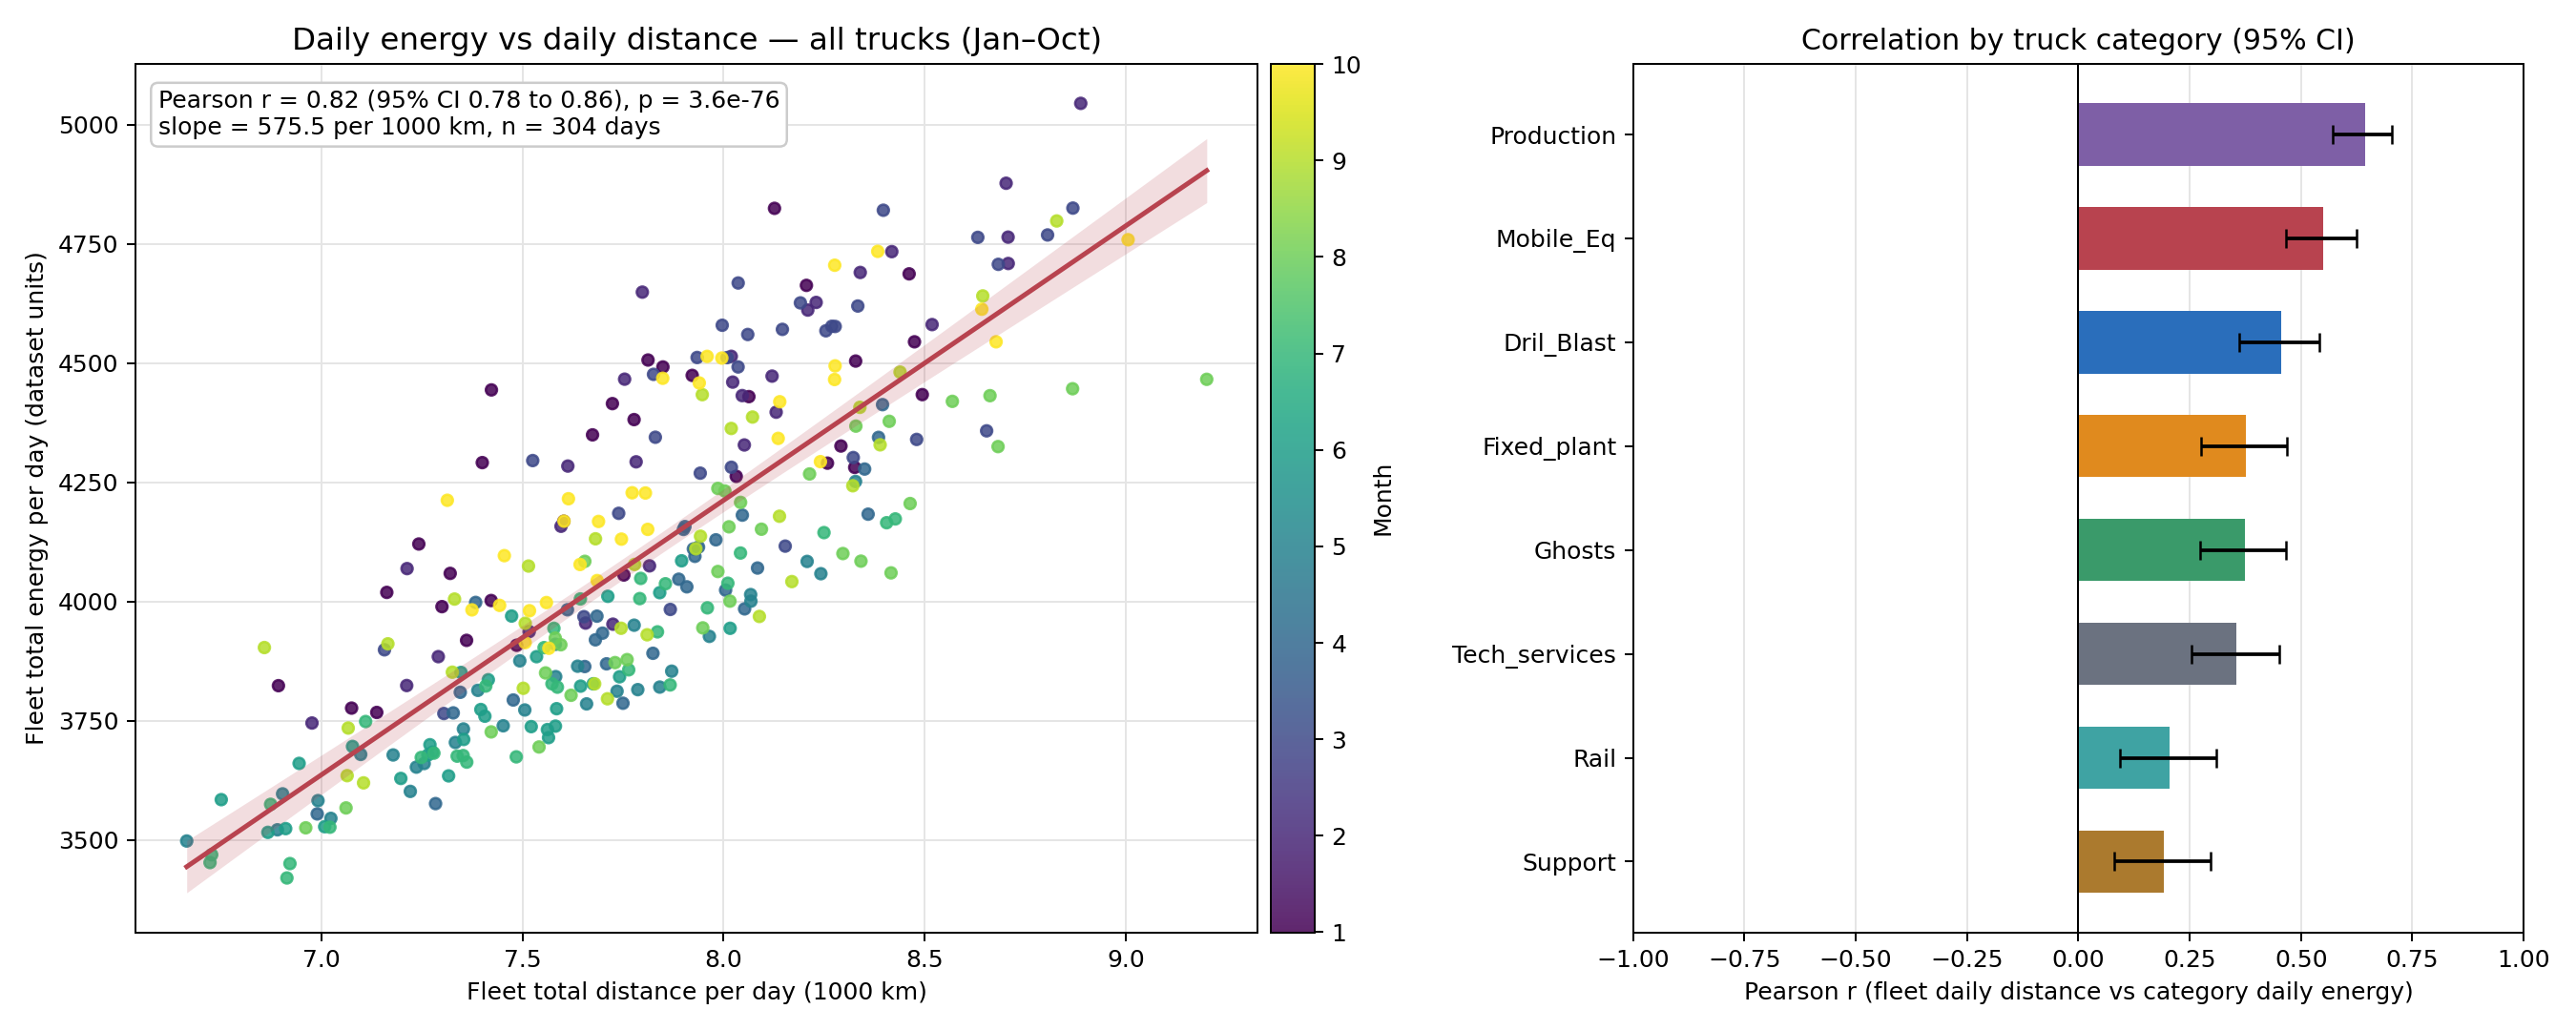 Daily energy vs daily distance — all trucks (Jan–Oct)
Pearson r = 0.82 (95% CI 0.78 to 0.86), p = 3.6e-76
slope = 575.5 per 1000 km, n = 304 days
Fleet total energy per day (dataset units)
5000
4750
4500
4250
4000
3750
3500
7.0 7.5 8.0 8.5 9.0
Fleet total distance per day (1000 km)
10
9
8
7
6
5
4
3
2
1
Month
Correlation by truck category (95% CI)
Production
Mobile_Eq
Dril_Blast
Fixed_plant
Ghosts
Tech_services
Rail
Support
−1.00 −0.75 −0.50 −0.25 0.00 0.25 0.50 0.75 1.00
Pearson r (fleet daily distance vs category daily energy)